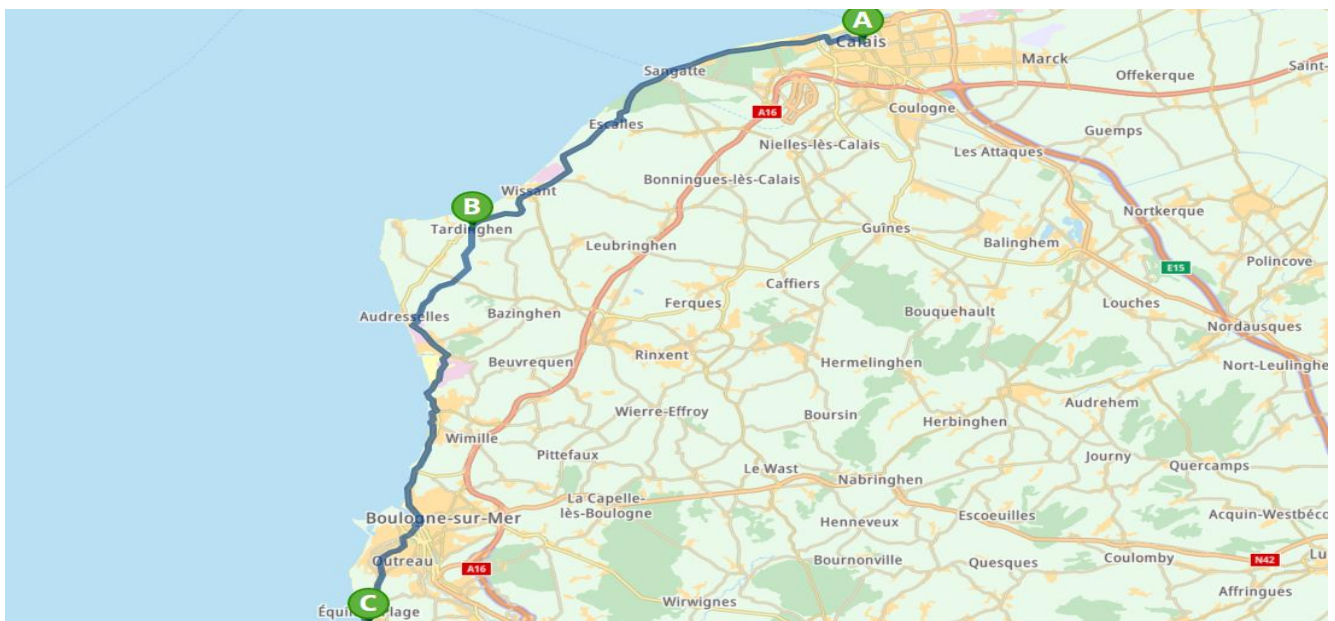 A
Calais
Marck
Offekerque
Saint-
Sangatte
A16
Coulogne
Escalles
Guemps
Nielles-lès-Calais
Les Attaques
Bonningues-lès-Calais
Wissant
B
Tardinghen
Nortkerque
Leubringhen
Guînes
Balinghem
Polincove
E15
Caffiers
Ferques
Louches
Audresselles
Bazinghen
Bouquehault
Nordausques
Rinxent
Beuvrequen
Hermelinghen
Nort-Leulinghe
Audrehem
Wierre-Effroy
Boursin
Herbinghen
Wimille
Pittefaux
Journy
Quercamps
Le Wast
Nabringhen
La Capelle-
lès-Boulogne
Boulogne-sur-Mer
Henneveux
Escoeuilles
Acquin-Westbéco
Outreau
A16
Bournonville
Quesques
Coulomby
N42
Lu
Affringues
C
Wirwignes